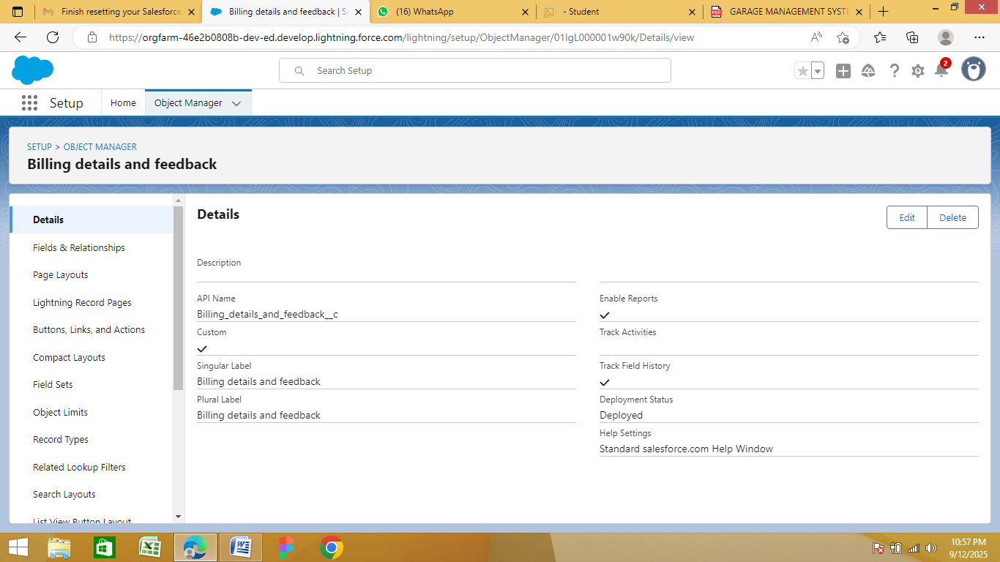 Finish resetting your Salesforce
Billing details and feedback | Sa
(16) WhatsApp
- Student
GARAGE MANAGEMENT SYSTE
https://orgfarm-46e2b0808b-dev-ed.develop.lightning.force.com/lightning/setup/ObjectManager/01IgL000001w90k/Details/view
Search Setup
2
Setup
Home
Object Manager
SETUP > OBJECT MANAGER
Billing details and feedback
Details
Fields & Relationships
Page Layouts
Lightning Record Pages
Buttons, Links, and Actions
Compact Layouts
Field Sets
Object Limits
Record Types
Related Lookup Filters
Search Layouts
List View Button Layout
Details
Edit
Delete
Description
API Name
Billing_details_and_feedback__c
Custom
Singular Label
Billing details and feedback
Plural Label
Billing details and feedback
Enable Reports
Track Activities
Track Field History
Deployment Status
Deployed
Help Settings
Standard salesforce.com Help Window
10:57 PM
9/12/2025